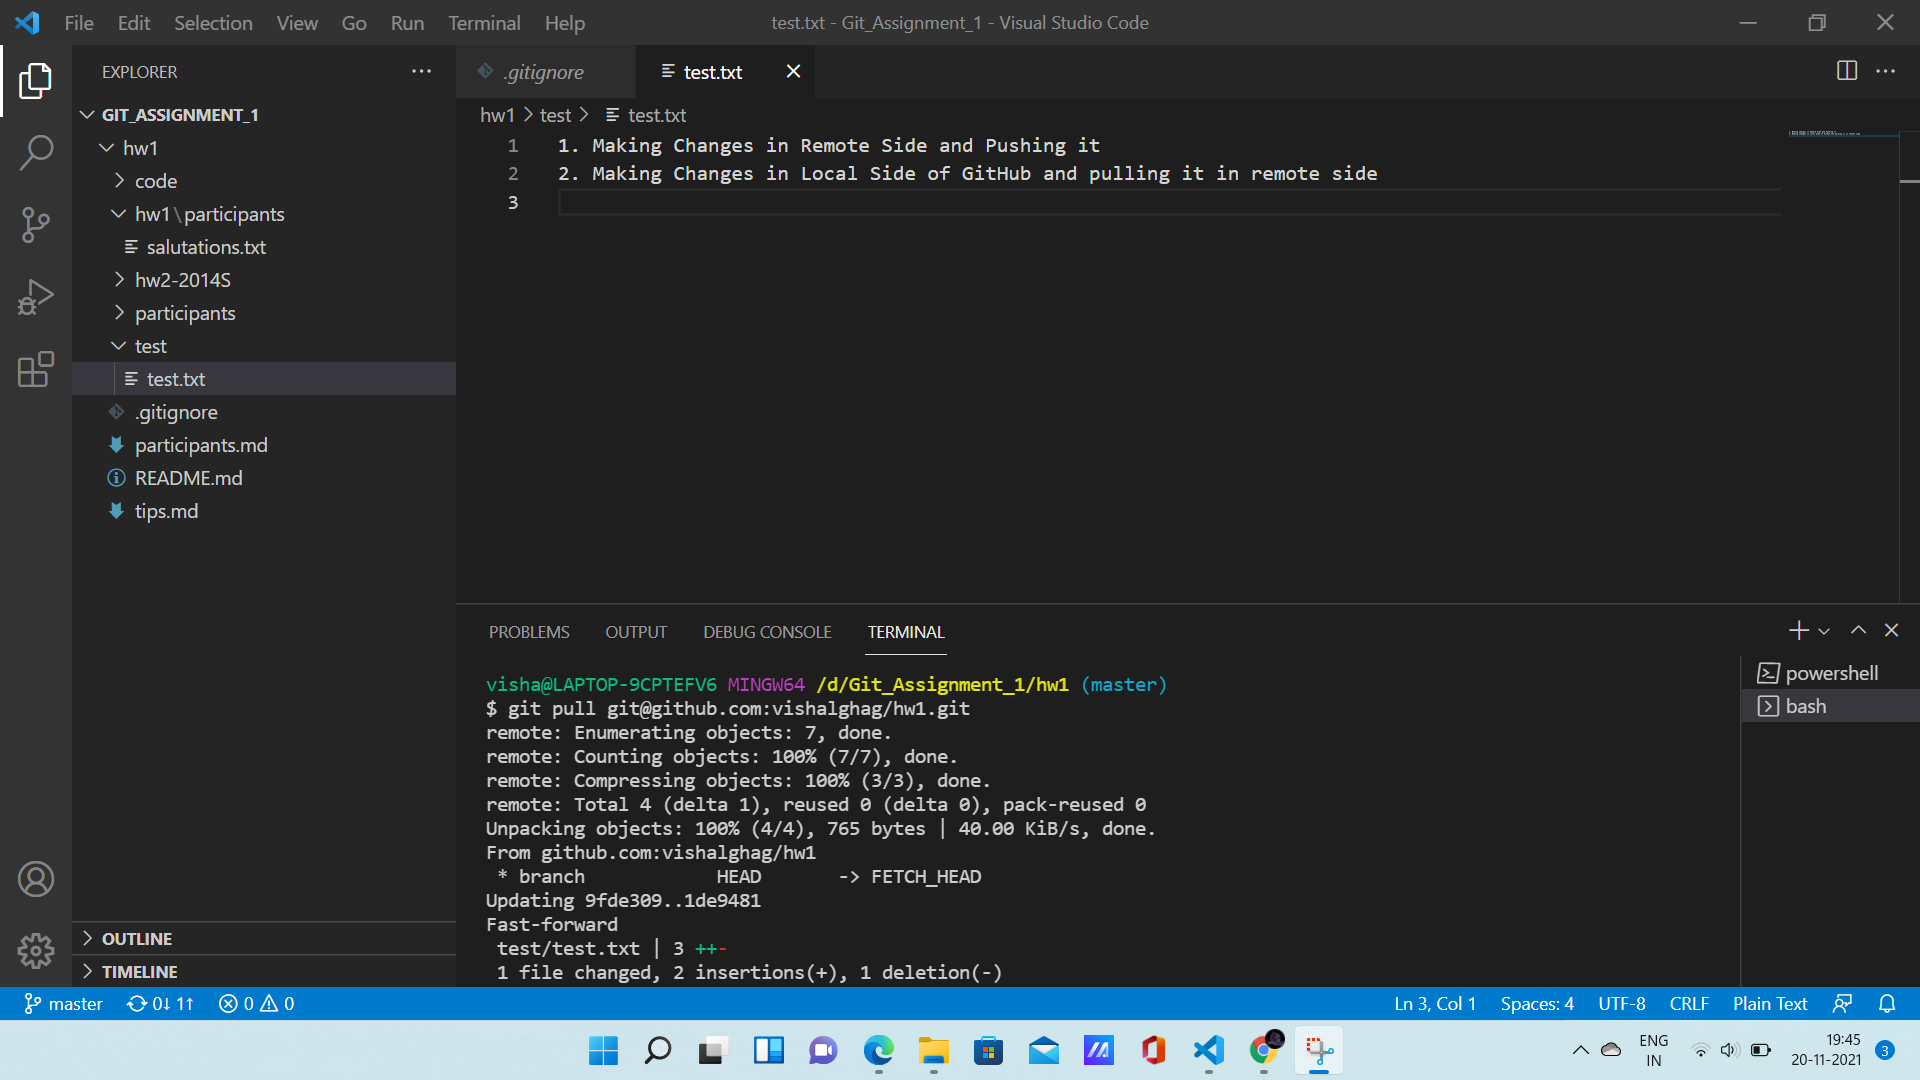 File Edit Selection View Go Run Terminal Help
test.txt - Git_Assignment_1 - Visual Studio Code
EXPLORER
GIT_ASSIGNMENT_1
hw1
code
hw1\participants
salutations.txt
hw2-2014S
participants
test
test.txt
.gitignore
participants.md
README.md
tips.md
OUTLINE
TIMELINE
.gitignore
test.txt
hw1 > test > test.txt
1 1. Making Changes in Remote Side and Pushing it
2 2. Making Changes in Local Side of GitHub and pulling it in remote side
3
PROBLEMS OUTPUT DEBUG CONSOLE TERMINAL
visha@LAPTOP-9CPTEFV6 MINGW64 /d/Git_Assignment_1/hw1 (master)
$ git pull git@github.com:vishalghag/hw1.git
remote: Enumerating objects: 7, done.
remote: Counting objects: 100% (7/7), done.
remote: Compressing objects: 100% (3/3), done.
remote: Total 4 (delta 1), reused 0 (delta 0), pack-reused 0
Unpacking objects: 100% (4/4), 765 bytes | 40.00 KiB/s, done.
From github.com:vishalghag/hw1
* branch HEAD -> FETCH_HEAD
Updating 9fde309..1de9481
Fast-forward
test/test.txt | 3 ++-
1 file changed, 2 insertions(+), 1 deletion(-)
powershell
bash
master 0↓ 1↑ 0 0
Ln 3, Col 1 Spaces: 4 UTF-8 CRLF Plain Text
ENG
IN
19:45
20-11-2021
3